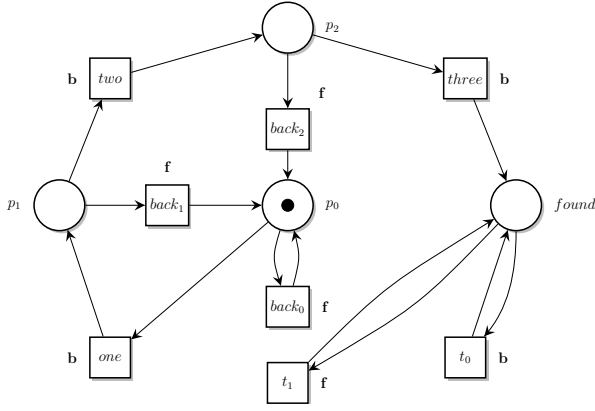 p₂
b two
three b
f
back₂
f
p₁
back₁
p₀
found
back₀ f
b one
t₀ b
t₁ f